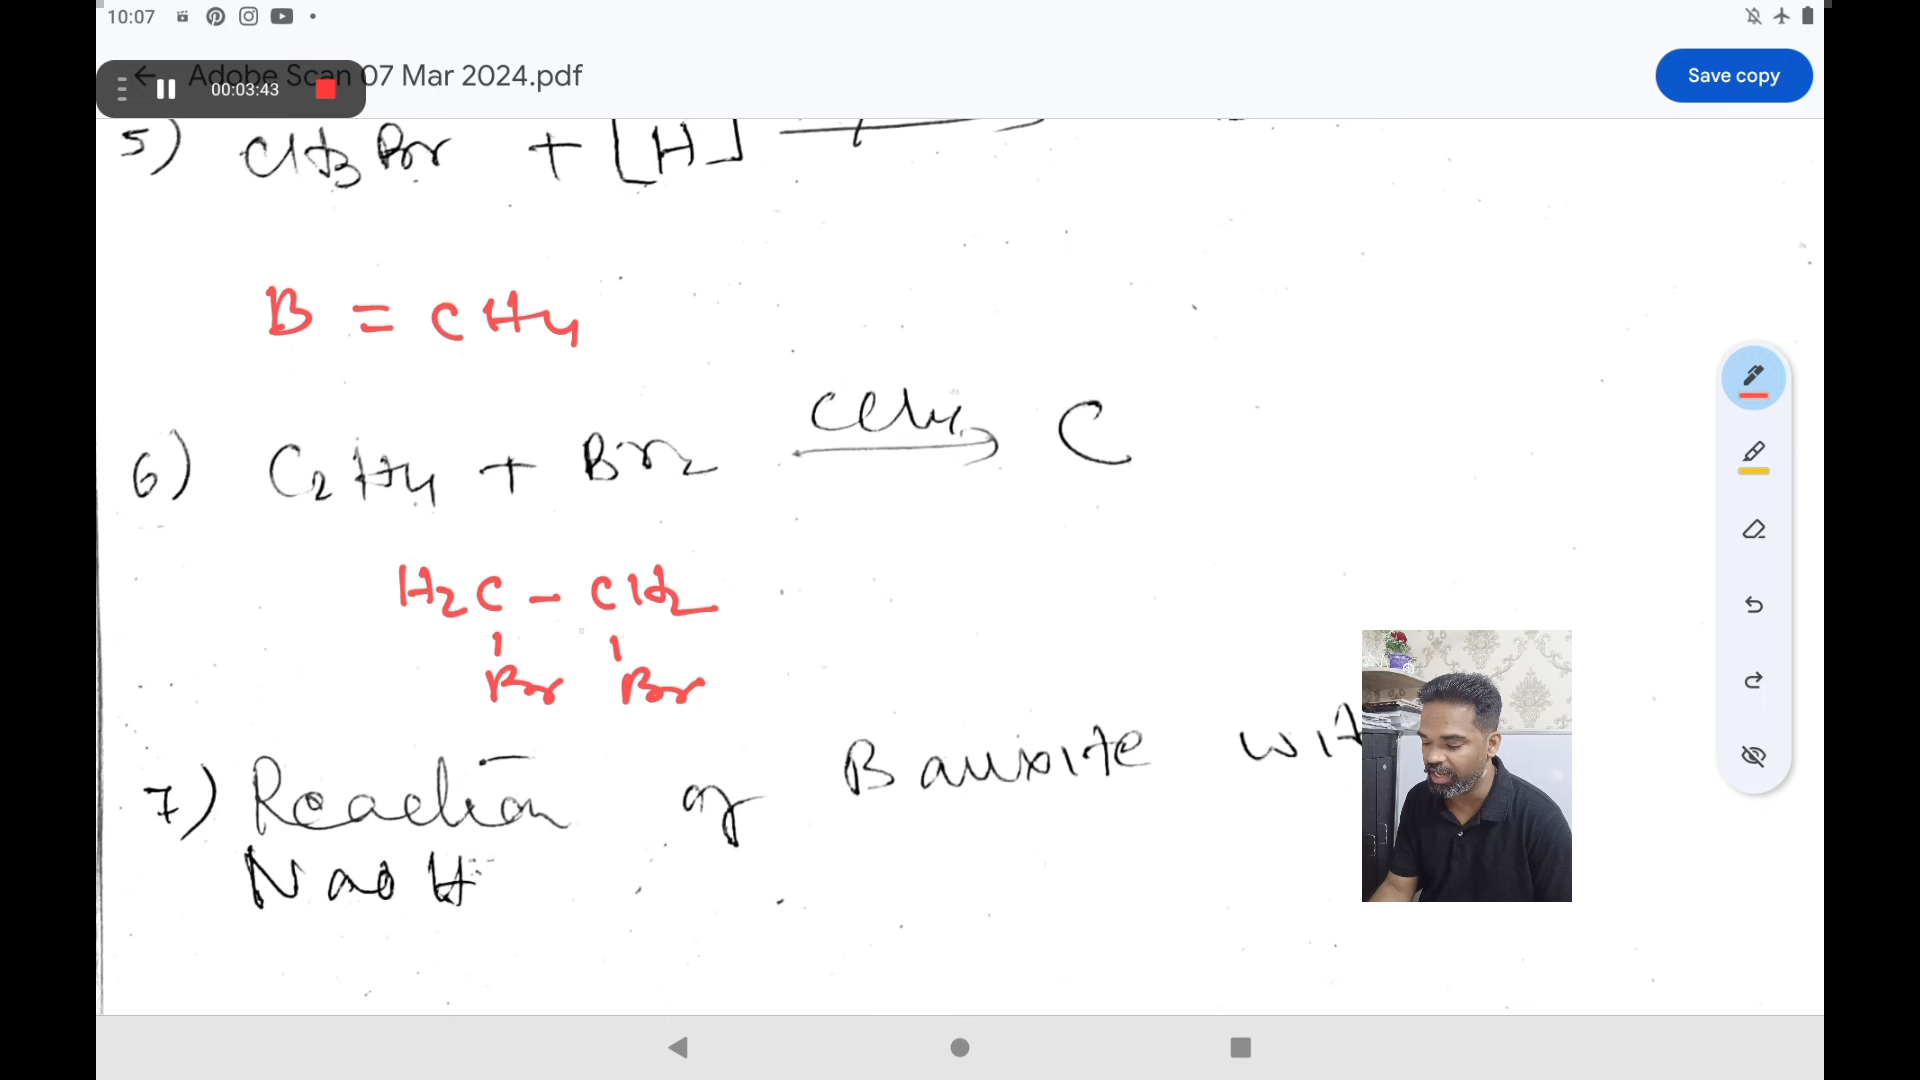 10:07
Adobe Scan 07 Mar 2024.pdf
00:03:43
Save copy
5) CH3Br + [H]
B = CH4
6) C2H4 + Br2 CCl4 C
H2C - CH2
Br Br
7) Reaction of Bauxite wit
NaOH